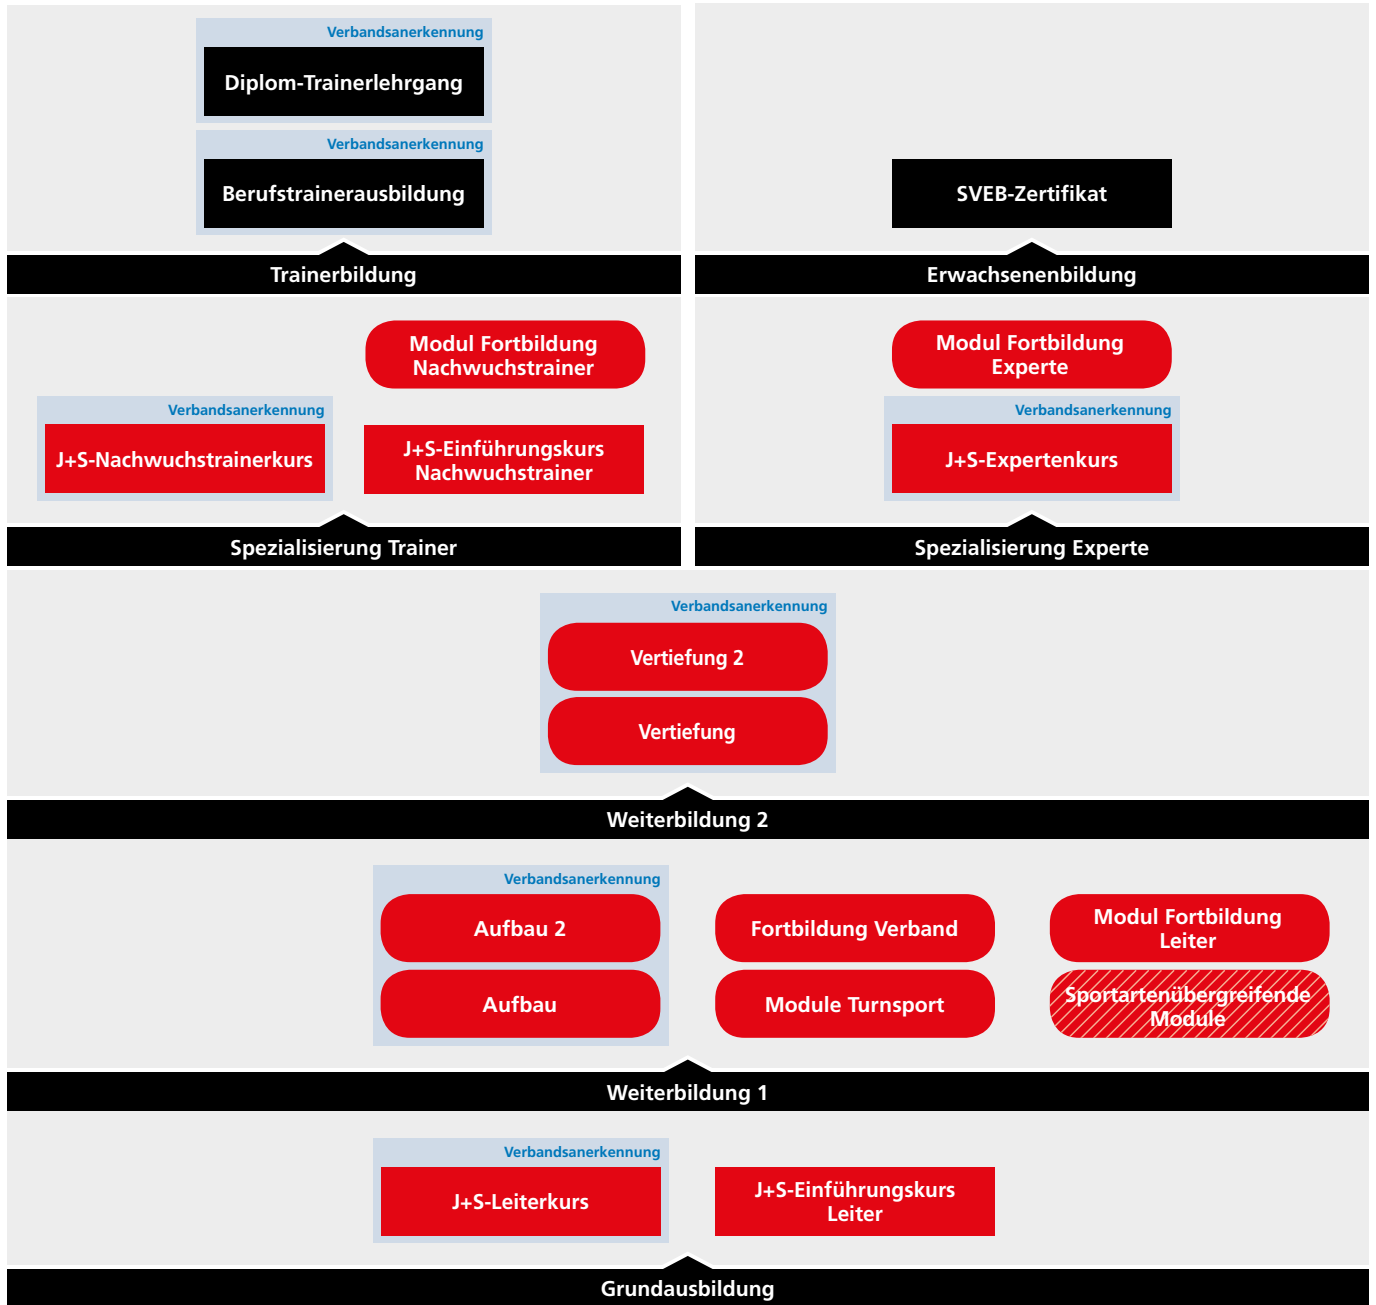 Verbandsanerkennung
Diplom-Trainerlehrgang
Verbandsanerkennung
Berufstrainerausbildung
SVEB-Zertifikat
Trainerbildung
Erwachsenenbildung
Modul Fortbildung
Nachwuchstrainer
Modul Fortbildung
Experte
Verbandsanerkennung
J+S-Nachwuchstrainerkurs
J+S-Einführungskurs
Nachwuchstrainer
Verbandsanerkennung
J+S-Expertenkurs
Spezialisierung Trainer
Spezialisierung Experte
Verbandsanerkennung
Vertiefung 2
Vertiefung
Weiterbildung 2
Verbandsanerkennung
Aufbau 2
Fortbildung Verband
Modul Fortbildung
Leiter
Aufbau
Module Turnsport
Sportartenübergreifende
Module
Weiterbildung 1
Verbandsanerkennung
J+S-Leiterkurs
J+S-Einführungskurs
Leiter
Grundausbildung